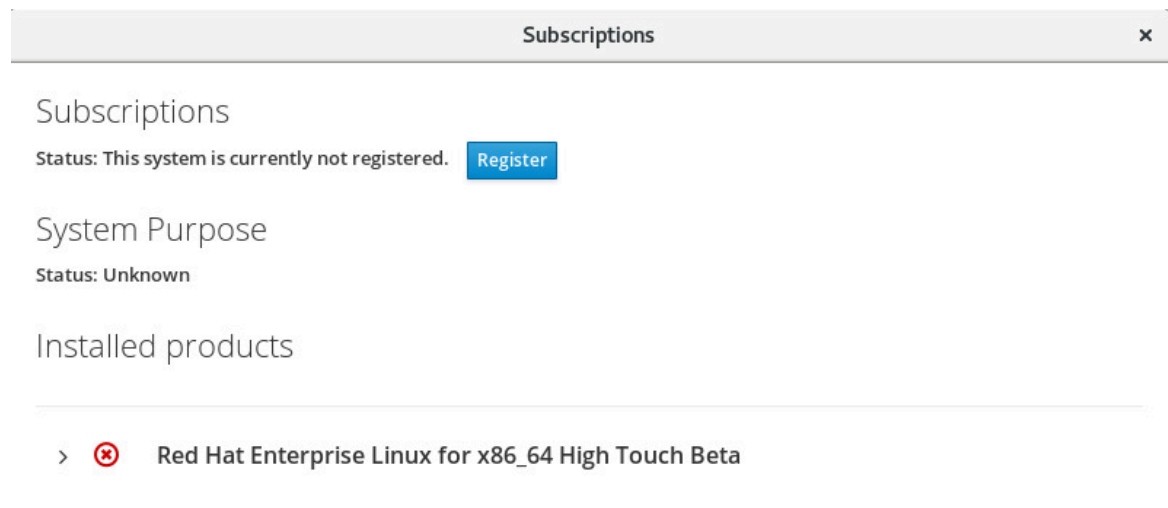 Subscriptions
Subscriptions
Status: This system is currently not registered. Register
System Purpose
Status: Unknown
Installed products
Red Hat Enterprise Linux for x86_64 High Touch Beta